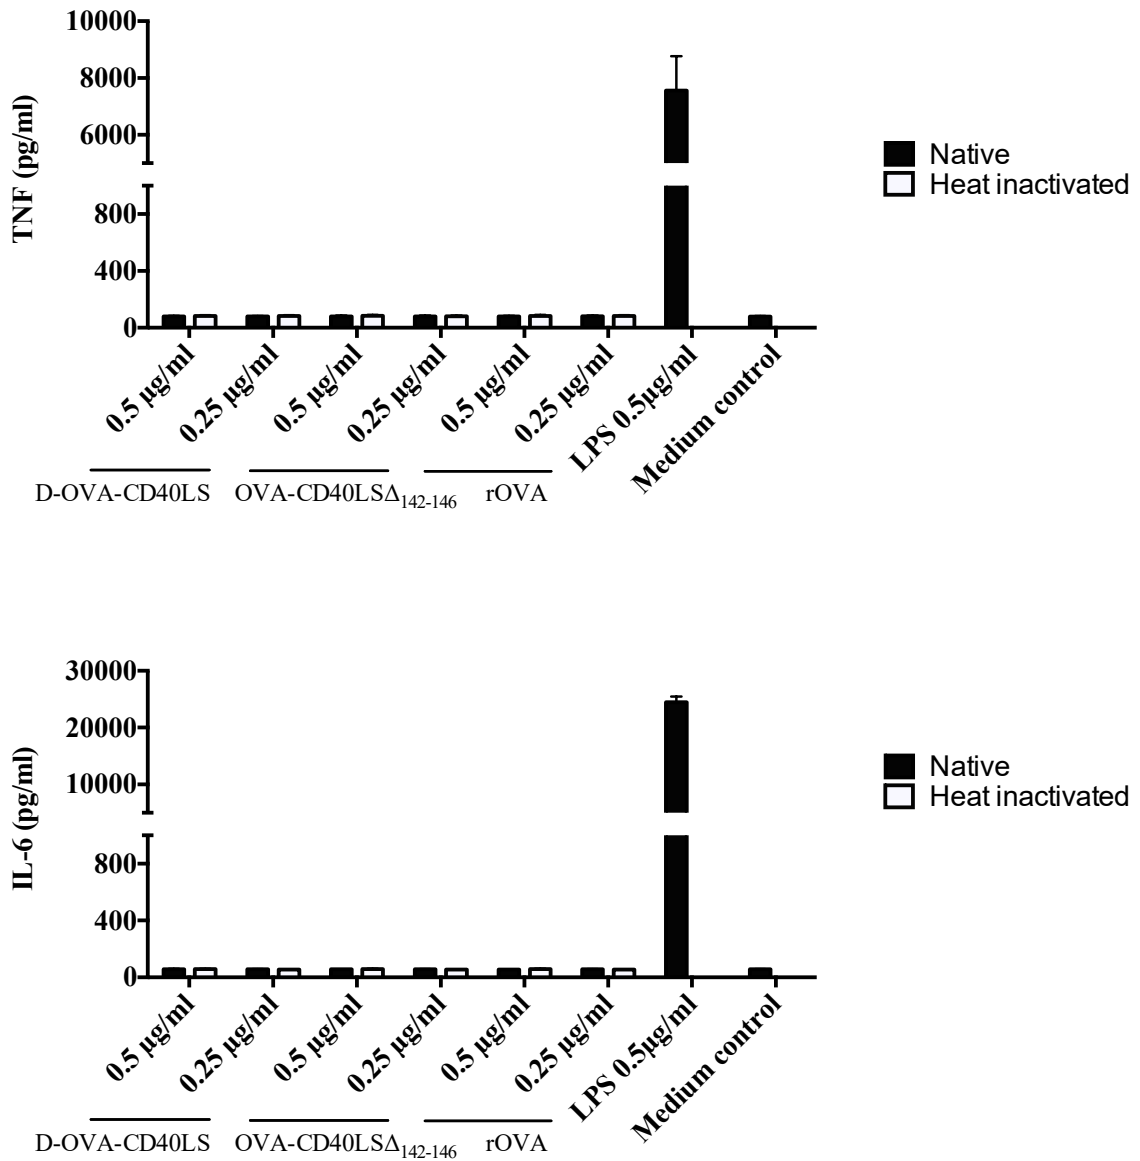 10000
8000
6000
800
400
0
TNF (pg/ml)
Native
Heat inactivated
0.5 µg/ml
0.25 µg/ml
0.5 µg/ml
0.25 µg/ml
0.5 µg/ml
0.25 µg/ml
LPS 0.5µg/ml
Medium control
D-OVA-CD40LS
OVA-CD40LSΔ142-146
rOVA
30000
20000
10000
800
400
0
IL-6 (pg/ml)
Native
Heat inactivated
0.5 µg/ml
0.25 µg/ml
0.5 µg/ml
0.25 µg/ml
0.5 µg/ml
0.25 µg/ml
LPS 0.5µg/ml
Medium control
D-OVA-CD40LS
OVA-CD40LSΔ142-146
rOVA